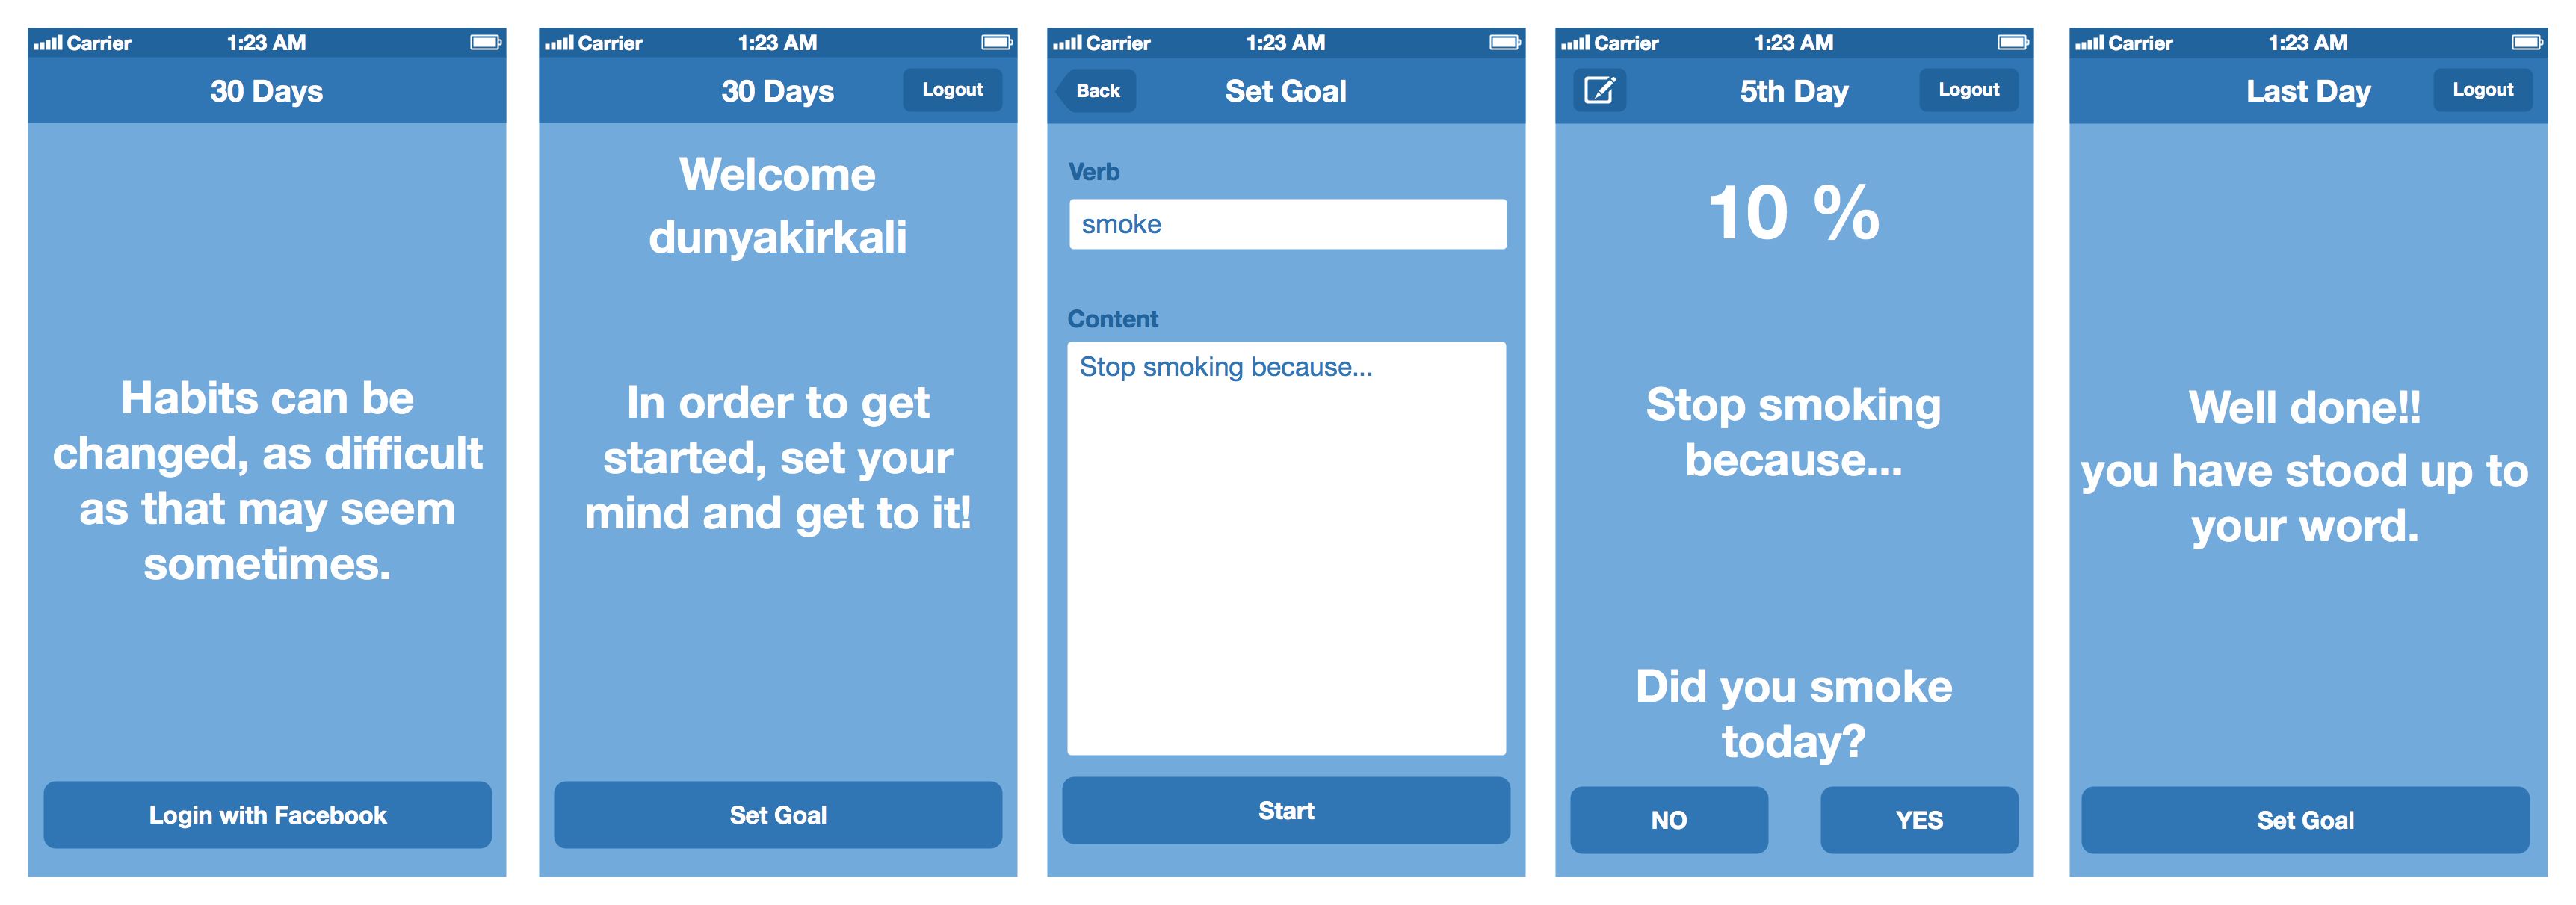 Carrier 1:23 AM
30 Days
Habits can be
changed, as difficult
as that may seem
sometimes.
Login with Facebook
Carrier 1:23 AM
30 Days Logout
Welcome
dunyakirkali
In order to get
started, set your
mind and get to it!
Set Goal
Carrier 1:23 AM
Back Set Goal
Verb
smoke
Content
Stop smoking because...
Start
Carrier 1:23 AM
5th Day Logout
10 %
Stop smoking
because...
Did you smoke
today?
NO YES
Carrier 1:23 AM
Last Day Logout
Well done!!
you have stood up to
your word.
Set Goal